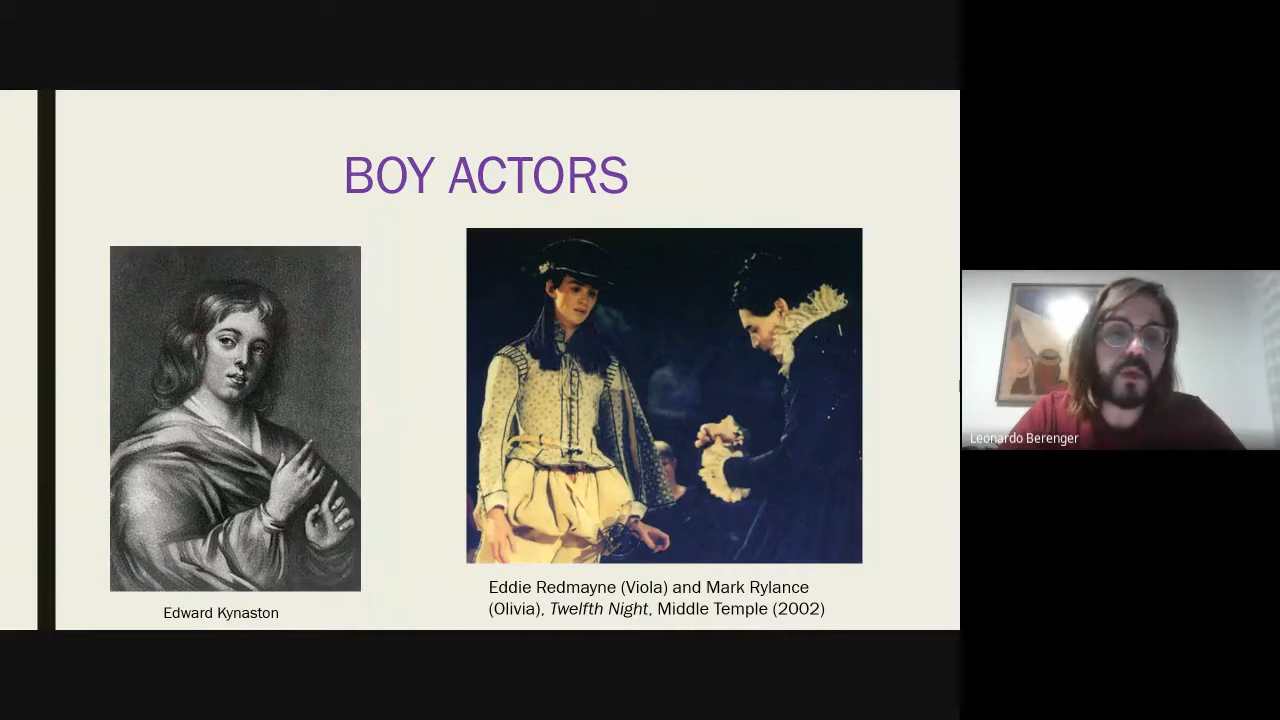 BOY ACTORS
Edward Kynaston
Eddie Redmayne (Viola) and Mark Rylance
(Olivia), Twelfth Night, Middle Temple (2002)
Leonardo Berenger